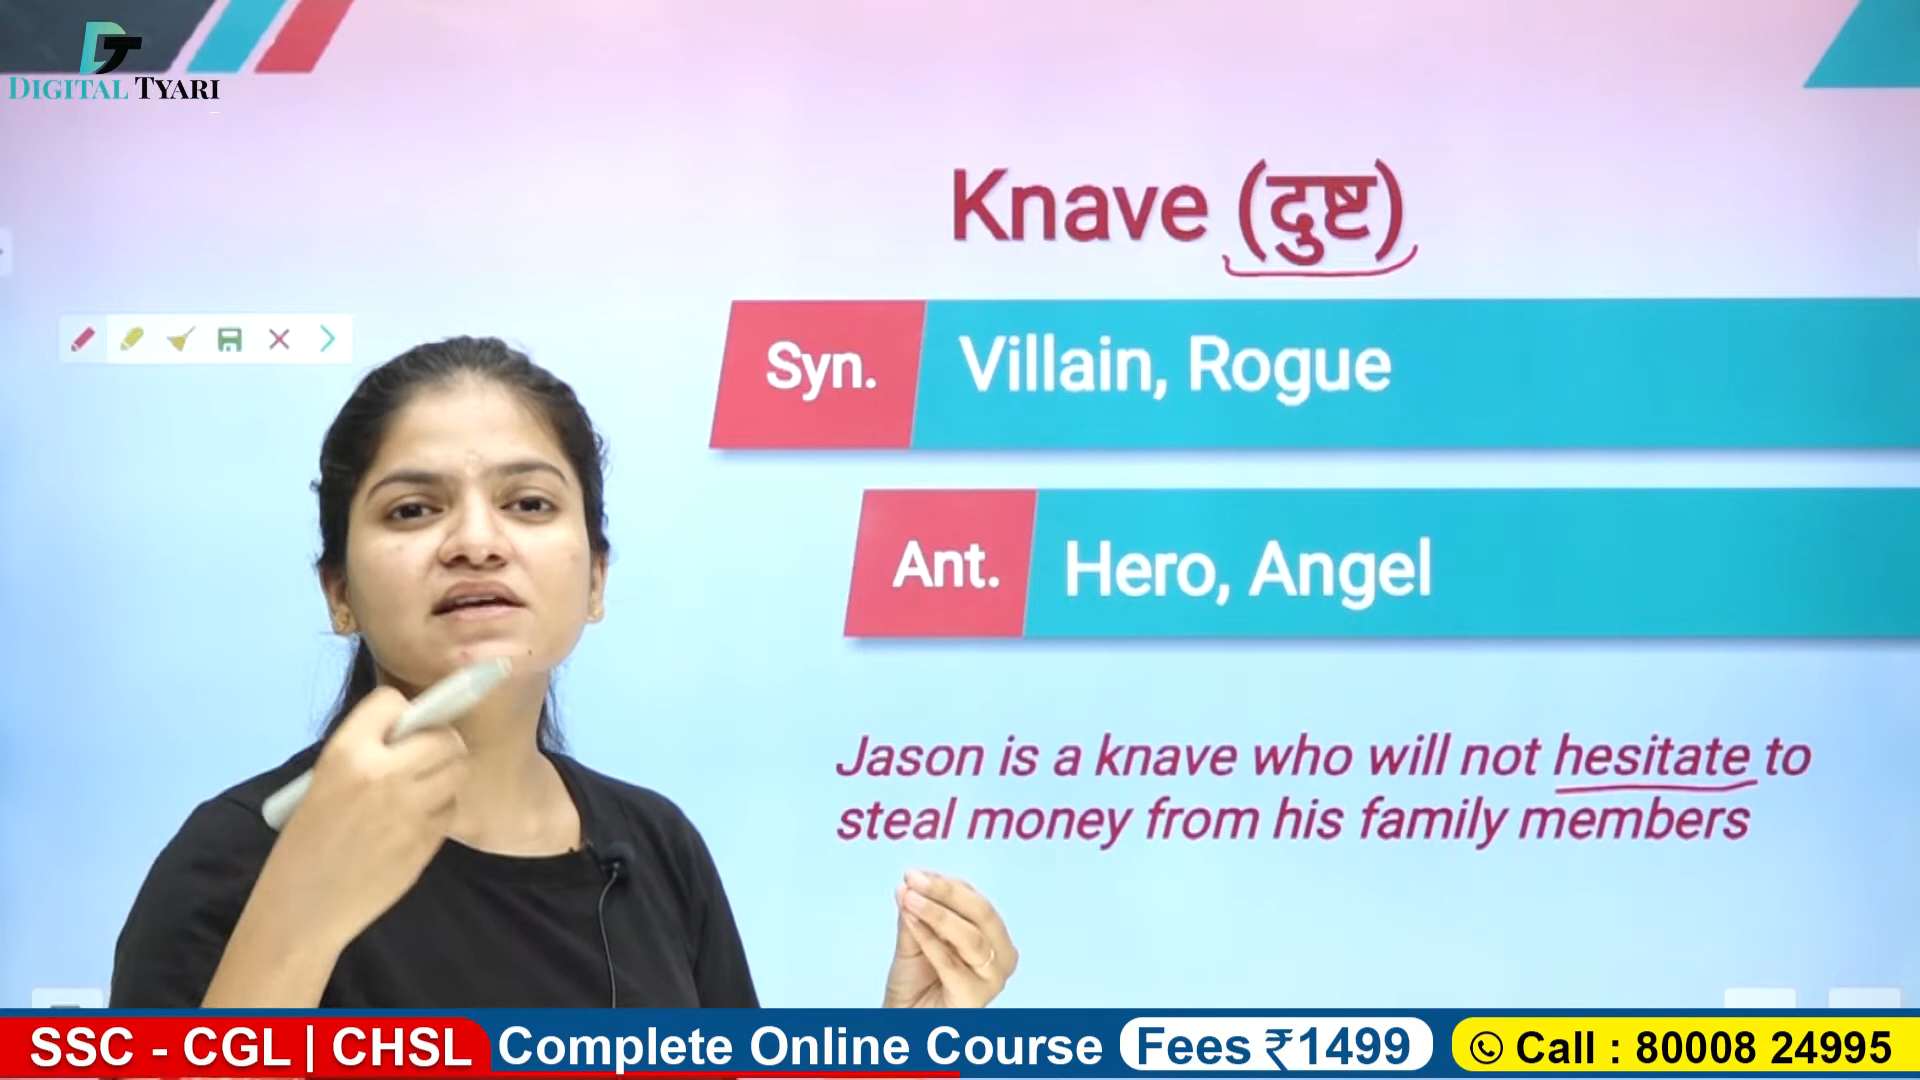 DT
DIGITAL TYARI
Knave (दुष्ट)
Syn. Villain, Rogue
Ant. Hero, Angel
Jason is a knave who will not hesitate to
steal money from his family members
SSC - CGL | CHSL Complete Online Course Fees ₹1499 Call : 80008 24995